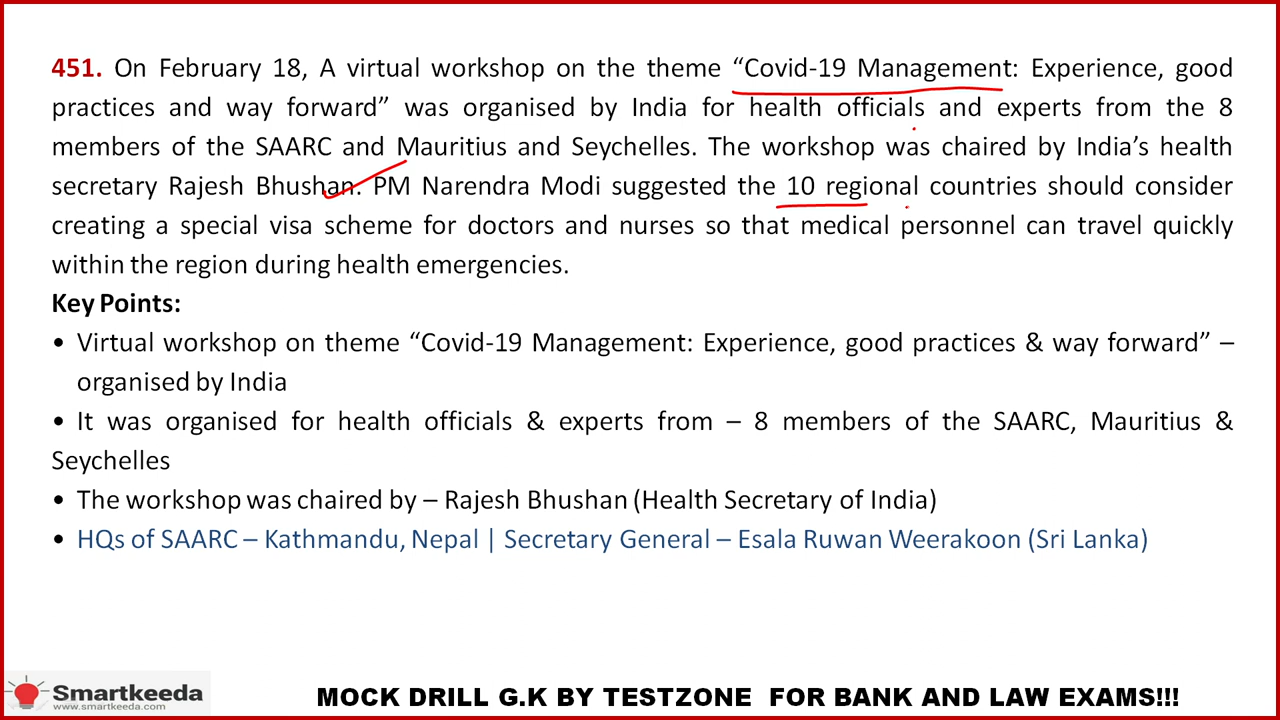 451. On February 18, A virtual workshop on the theme “Covid-19 Management: Experience, good
practices and way forward” was organised by India for health officials and experts from the 8
members of the SAARC and Mauritius and Seychelles. The workshop was chaired by India’s health
secretary Rajesh Bhushan. PM Narendra Modi suggested the 10 regional countries should consider
creating a special visa scheme for doctors and nurses so that medical personnel can travel quickly
within the region during health emergencies.
Key Points:
• Virtual workshop on theme “Covid-19 Management: Experience, good practices & way forward” –
organised by India
• It was organised for health officials & experts from – 8 members of the SAARC, Mauritius &
Seychelles
• The workshop was chaired by – Rajesh Bhushan (Health Secretary of India)
• HQs of SAARC – Kathmandu, Nepal | Secretary General – Esala Ruwan Weerakoon (Sri Lanka)
Smartkeeda
www.smartkeeda.com
MOCK DRILL G.K BY TESTZONE FOR BANK AND LAW EXAMS!!!